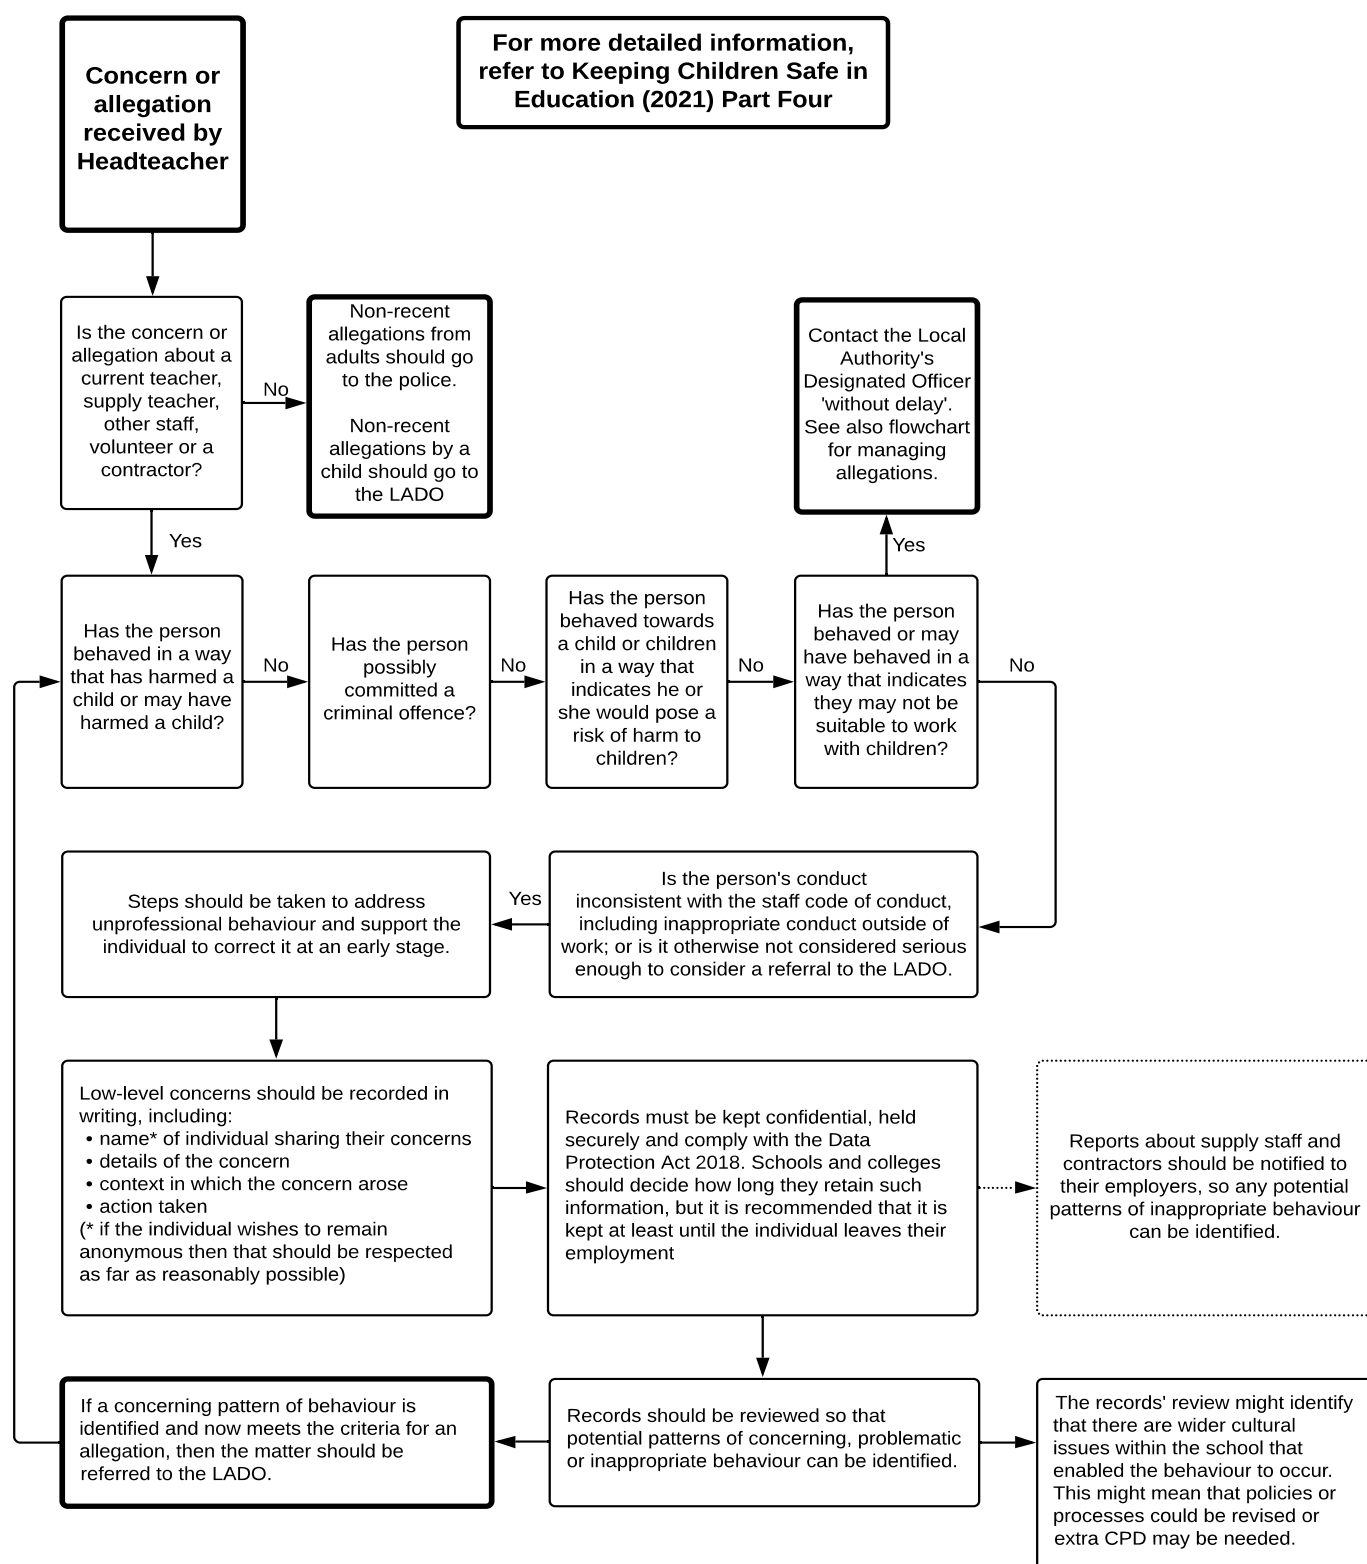 Concern or
allegation
received by
Headteacher
For more detailed information,
refer to Keeping Children Safe in
Education (2021) Part Four
Is the concern or
allegation about a
current teacher,
supply teacher,
other staff,
volunteer or a
contractor?
No
Non-recent
allegations from
adults should go
to the police.
Non-recent
allegations by a
child should go to
the LADO
Contact the Local
Authority's
Designated Officer
'without delay'.
See also flowchart
for managing
allegations.
Yes
Yes
Has the person
behaved in a way
that has harmed a
child or may have
harmed a child?
No
Has the person
possibly
committed a
criminal offence?
No
Has the person
behaved towards
a child or children
in a way that
indicates he or
she would pose a
risk of harm to
children?
No
Has the person
behaved or may
have behaved in a
way that indicates
they may not be
suitable to work
with children?
No
Is the person's conduct
inconsistent with the staff code of conduct,
including inappropriate conduct outside of
work; or is it otherwise not considered serious
enough to consider a referral to the LADO.
Yes
Steps should be taken to address
unprofessional behaviour and support the
individual to correct it at an early stage.
Low-level concerns should be recorded in
writing, including:
• name* of individual sharing their concerns
• details of the concern
• context in which the concern arose
• action taken
(* if the individual wishes to remain
anonymous then that should be respected
as far as reasonably possible)
Records must be kept confidential, held
securely and comply with the Data
Protection Act 2018. Schools and colleges
should decide how long they retain such
information, but it is recommended that it is
kept at least until the individual leaves their
employment
Reports about supply staff and
contractors should be notified to
their employers, so any potential
patterns of inappropriate behaviour
can be identified.
If a concerning pattern of behaviour is
identified and now meets the criteria for an
allegation, then the matter should be
referred to the LADO.
Records should be reviewed so that
potential patterns of concerning, problematic
or inappropriate behaviour can be identified.
The records' review might identify
that there are wider cultural
issues within the school that
enabled the behaviour to occur.
This might mean that policies or
processes could be revised or
extra CPD may be needed.